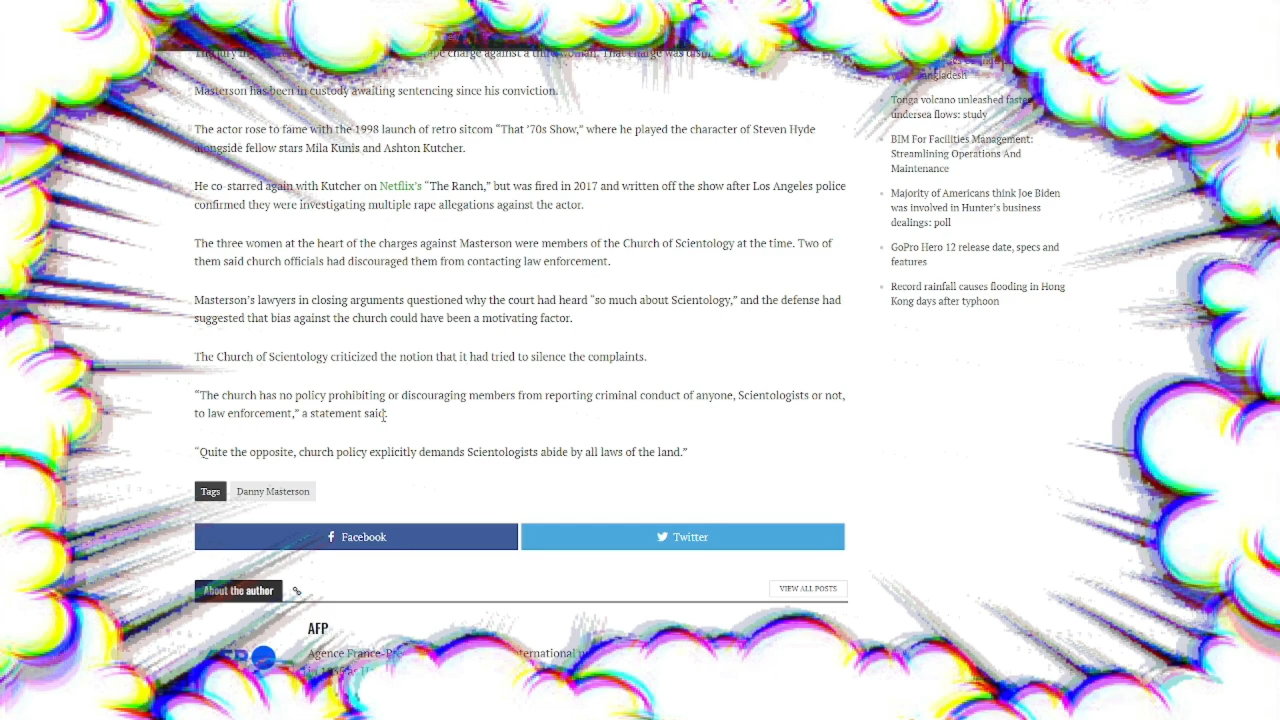 ape charge against a
Masterson has been in custody awaiting sentencing since his conviction.
The actor rose to fame with the 1998 launch of retro sitcom “That ’70s Show,” where he played the character of Steven Hyde
alongside fellow stars Mila Kunis and Ashton Kutcher.
He co-starred again with Kutcher on Netflix’s “The Ranch,” but was fired in 2017 and written off the show after Los Angeles police
confirmed they were investigating multiple rape allegations against the actor.
The three women at the heart of the charges against Masterson were members of the Church of Scientology at the time. Two of
them said church officials had discouraged them from contacting law enforcement.
Masterson’s lawyers in closing arguments questioned why the court had heard “so much about Scientology,” and the defense had
suggested that bias against the church could have been a motivating factor.
The Church of Scientology criticized the notion that it had tried to silence the complaints.
“The church has no policy prohibiting or discouraging members from reporting criminal conduct of anyone, Scientologists or not,
to law enforcement,” a statement said.
“Quite the opposite, church policy explicitly demands Scientologists abide by all laws of the land.”
Tags Danny Masterson
Facebook Twitter
About the author VIEW ALL POSTS
AFP
Agence France-Pr
Bangladesh
Tonga volcano unleashed fastest
undersea flows: study
BIM For Facilities Management:
Streamlining Operations And
Maintenance
Majority of Americans think Joe Biden
was involved in Hunter’s business
dealings: poll
GoPro Hero 12 release date, specs and
features
Record rainfall causes flooding in Hong
Kong days after typhoon